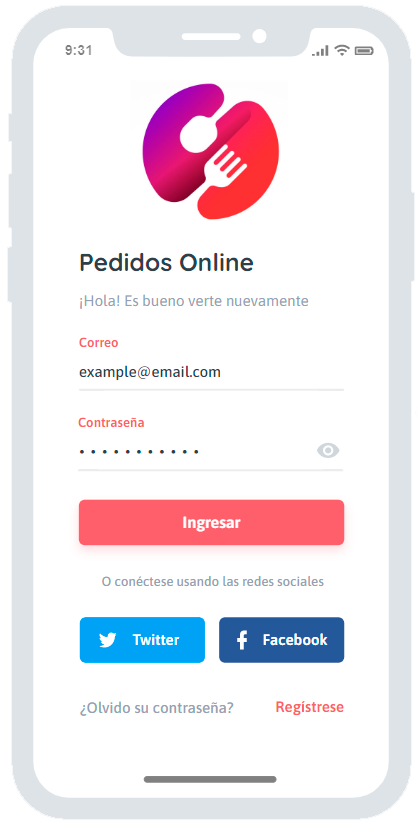 9:31
Pedidos Online
¡Hola! Es bueno verte nuevamente
Correo
example@email.com
Contraseña
• • • • • • • • • • •
Ingresar
O conéctese usando las redes sociales
Twitter
Facebook
¿Olvido su contraseña?
Registrese